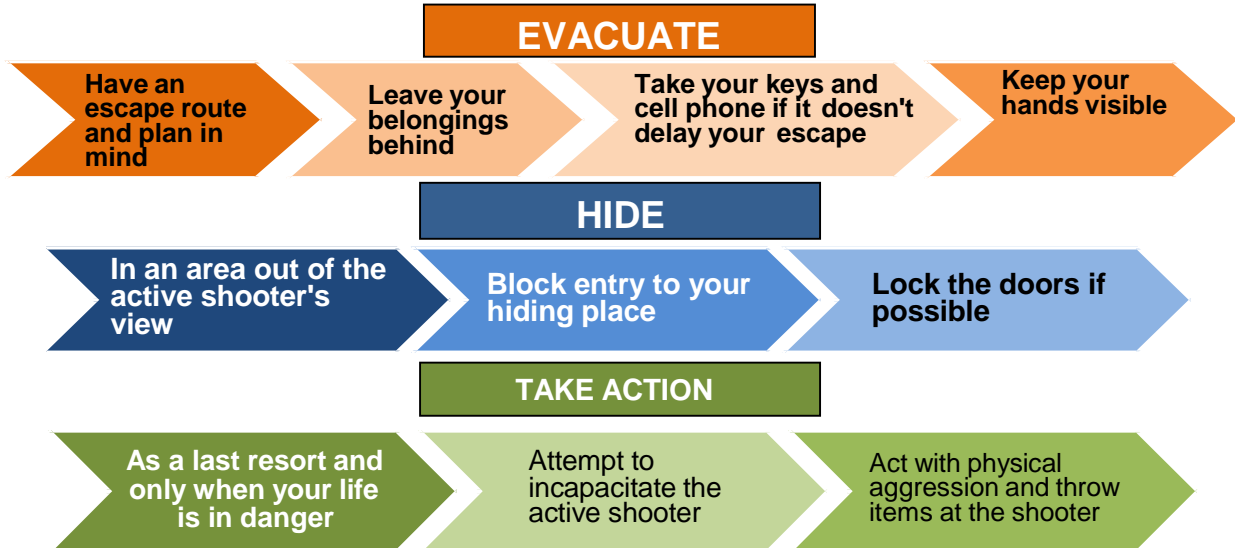 EVACUATE
Have an
escape route
and plan in
mind
Leave your
belongings
behind
Take your keys and
cell phone if it doesn't
delay your escape
Keep your
hands visible
HIDE
In an area out of the
active shooter's
view
Block entry to your
hiding place
Lock the doors if
possible
TAKE ACTION
As a last resort and
only when your life
is in danger
Attempt to
incapacitate the
active shooter
Act with physical
aggression and throw
items at the shooter